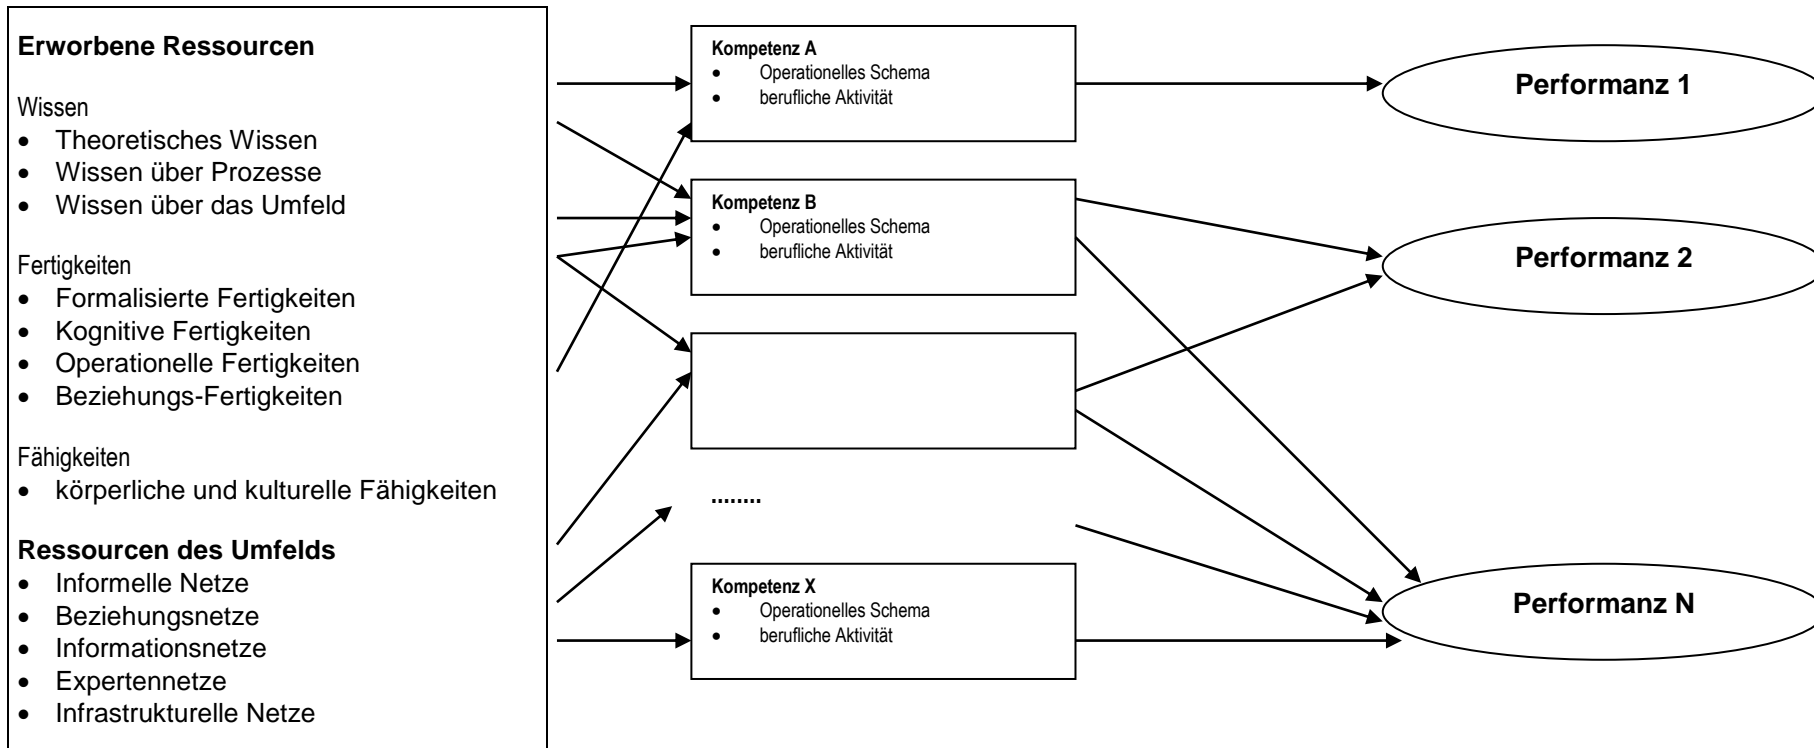 Erworbene Ressourcen
Wissen
• Theoretisches Wissen
• Wissen über Prozesse
• Wissen über das Umfeld
Fertigkeiten
• Formalisierte Fertigkeiten
• Kognitive Fertigkeiten
• Operationelle Fertigkeiten
• Beziehungs-Fertigkeiten
Fähigkeiten
• körperliche und kulturelle Fähigkeiten
Ressourcen des Umfelds
• Informelle Netze
• Beziehungsnetze
• Informationsnetze
• Expertennetze
• Infrastrukturelle Netze
Kompetenz A
• Operationelles Schema
• berufliche Aktivität
Kompetenz B
• Operationelles Schema
• berufliche Aktivität
........
Kompetenz X
• Operationelles Schema
• berufliche Aktivität
Performanz 1
Performanz 2
Performanz N